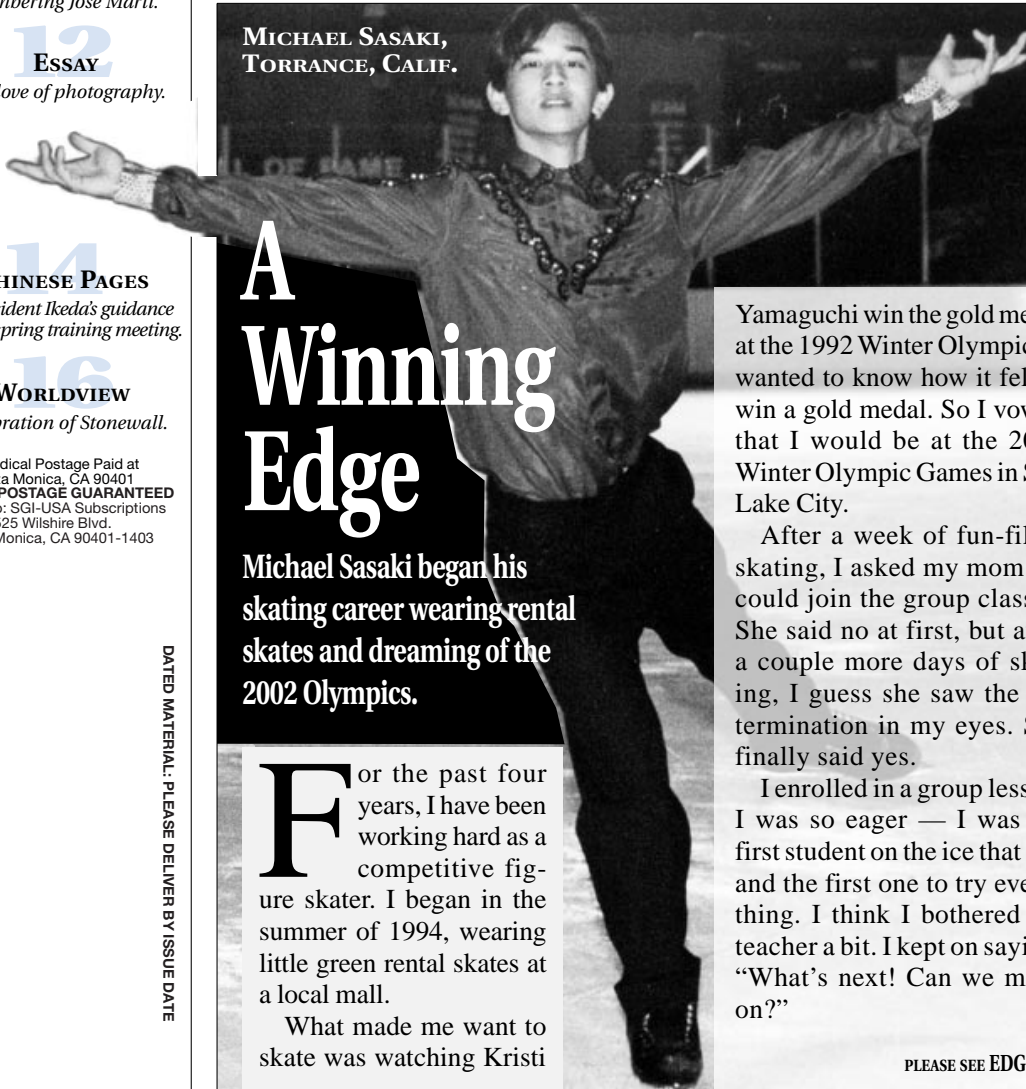 mbering José Martí.
12
ESSAY
ove of photography.
14
HINESE PAGES
ident Ikeda's guidance
pring training meeting.
16
WORLDVIEW
bration of Stonewall.
dical Postage Paid at
ta Monica, CA 90401
POSTAGE GUARANTEED
o: SGI-USA Subscriptions
525 Wilshire Blvd.
Monica, CA 90401-1403
DATED MATERIAL: PLEASE DELIVER BY ISSUE DATE
MICHAEL SASAKI,
TORRANCE, CALIF.
OF FAME
A
Winning
Edge
Michael Sasaki began his
skating career wearing rental
skates and dreaming of the
2002 Olympics.
For the past four
years, I have been
working hard as a
competitive fig-
ure skater. I began in the
summer of 1994, wearing
little green rental skates at
a local mall.
What made me want to
skate was watching Kristi
Yamaguchi win the gold me
at the 1992 Winter Olympic
wanted to know how it fel
win a gold medal. So I vow
that I would be at the 20
Winter Olympic Games in S
Lake City.
After a week of fun-fil
skating, I asked my mom
could join the group class
She said no at first, but a
a couple more days of sk
ing, I guess she saw the
termination in my eyes. S
finally said yes.
I enrolled in a group less
I was so eager — I was
first student on the ice that
and the first one to try eve
thing. I think I bothered
teacher a bit. I kept on sayi
“What’s next! Can we m
on?”
PLEASE SEE EDG